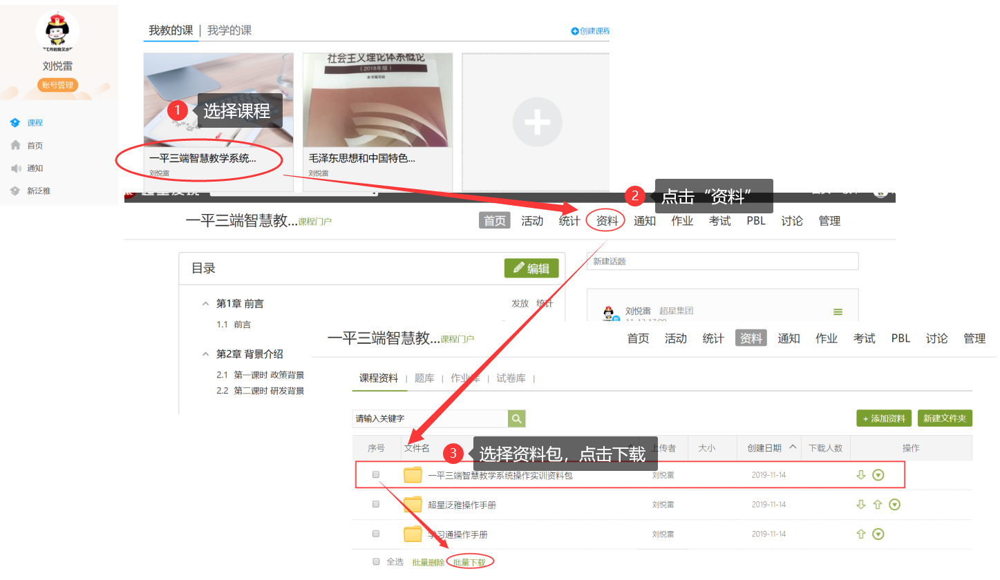 我教的课 | 我学的课
创建课程
刘悦雷
账号管理
课程
首页
通知
新泛雅
社会主义理论体系概论
(2018年版)
1 选择课程
一平三端智慧教学系统...
刘悦雷
毛泽东思想和中国特色...
刘悦雷
2 点击“资料”
一平三端智慧教...课程门户
首页 活动 统计 资料 通知 作业 考试 PBL 讨论 管理
目录
编辑
新建话题
第1章 前言
发放 统计
1.1 前言
刘悦雷 超星集团
第2章 背景介绍
2.1 第一课时 政策背景
2.2 第二课时 研发背景
一平三端智慧教...课程门户
首页 活动 统计 资料 通知 作业 考试 PBL 讨论 管理
课程资料 | 题库 | 作业库 | 试卷库 |
请输入关键字
+ 添加资料 新建文件夹
序号 文件名 上传者 大小 创建日期 下载人数 操作
3 选择资料包，点击下载
一平三端智慧教学系统操作实训资料包 刘悦雷 2019-11-14
超星泛雅操作手册 刘悦雷 2019-11-14
学习通操作手册 刘悦雷 2019-11-14
全选 批量删除 批量下载